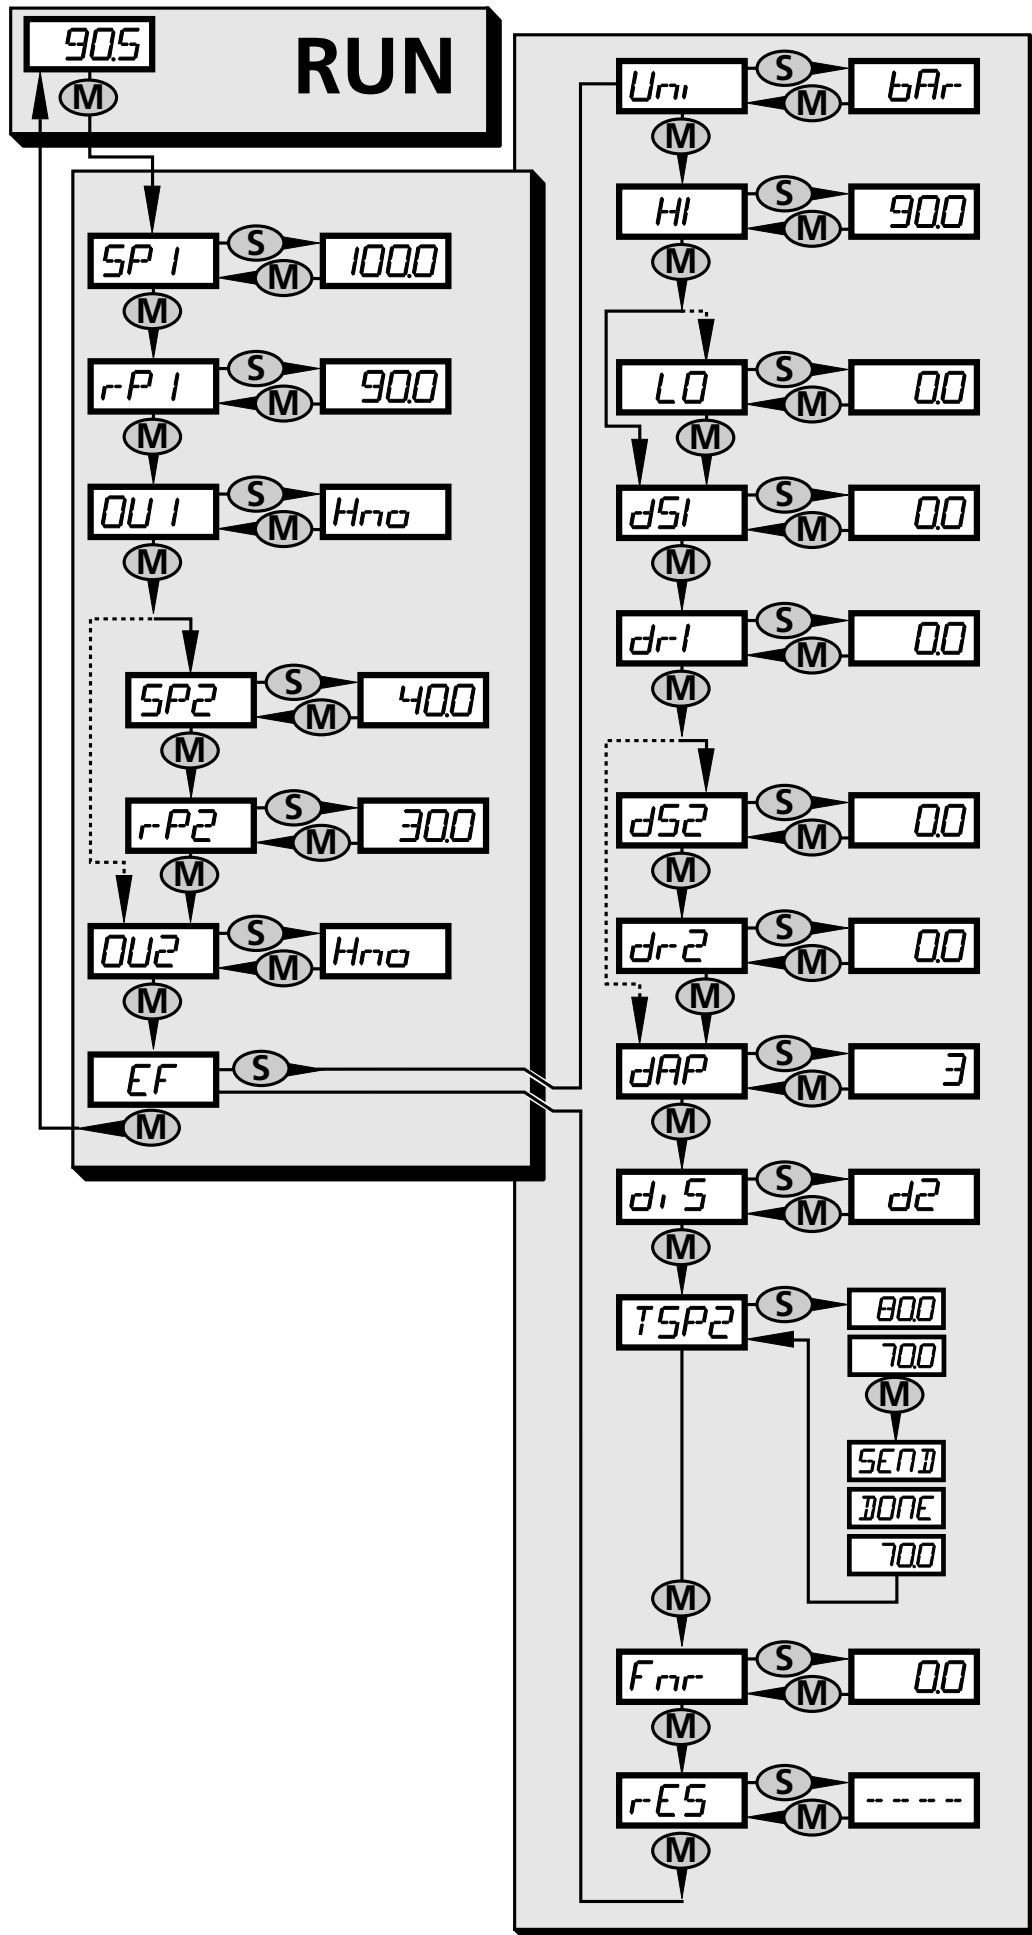 90.5
RUN
M
SP1
S
100.0
M
M
rP1
S
90.0
M
M
OU1
S
Hno
M
M
SP2
S
40.0
M
M
rP2
S
30.0
M
M
OU2
S
Hno
M
M
EF
S
M
Uni
S
bAr
M
M
HI
S
90.0
M
M
LO
S
0.0
M
M
dS1
S
0.0
M
M
dr1
S
0.0
M
M
dS2
S
0.0
M
M
dr2
S
0.0
M
M
dAP
S
3
M
M
diS
S
d2
M
M
TSP2
S
80.0
70.0
M
SEND
DONE
70.0
M
Fnr
S
0.0
M
M
rES
S
----
M
M